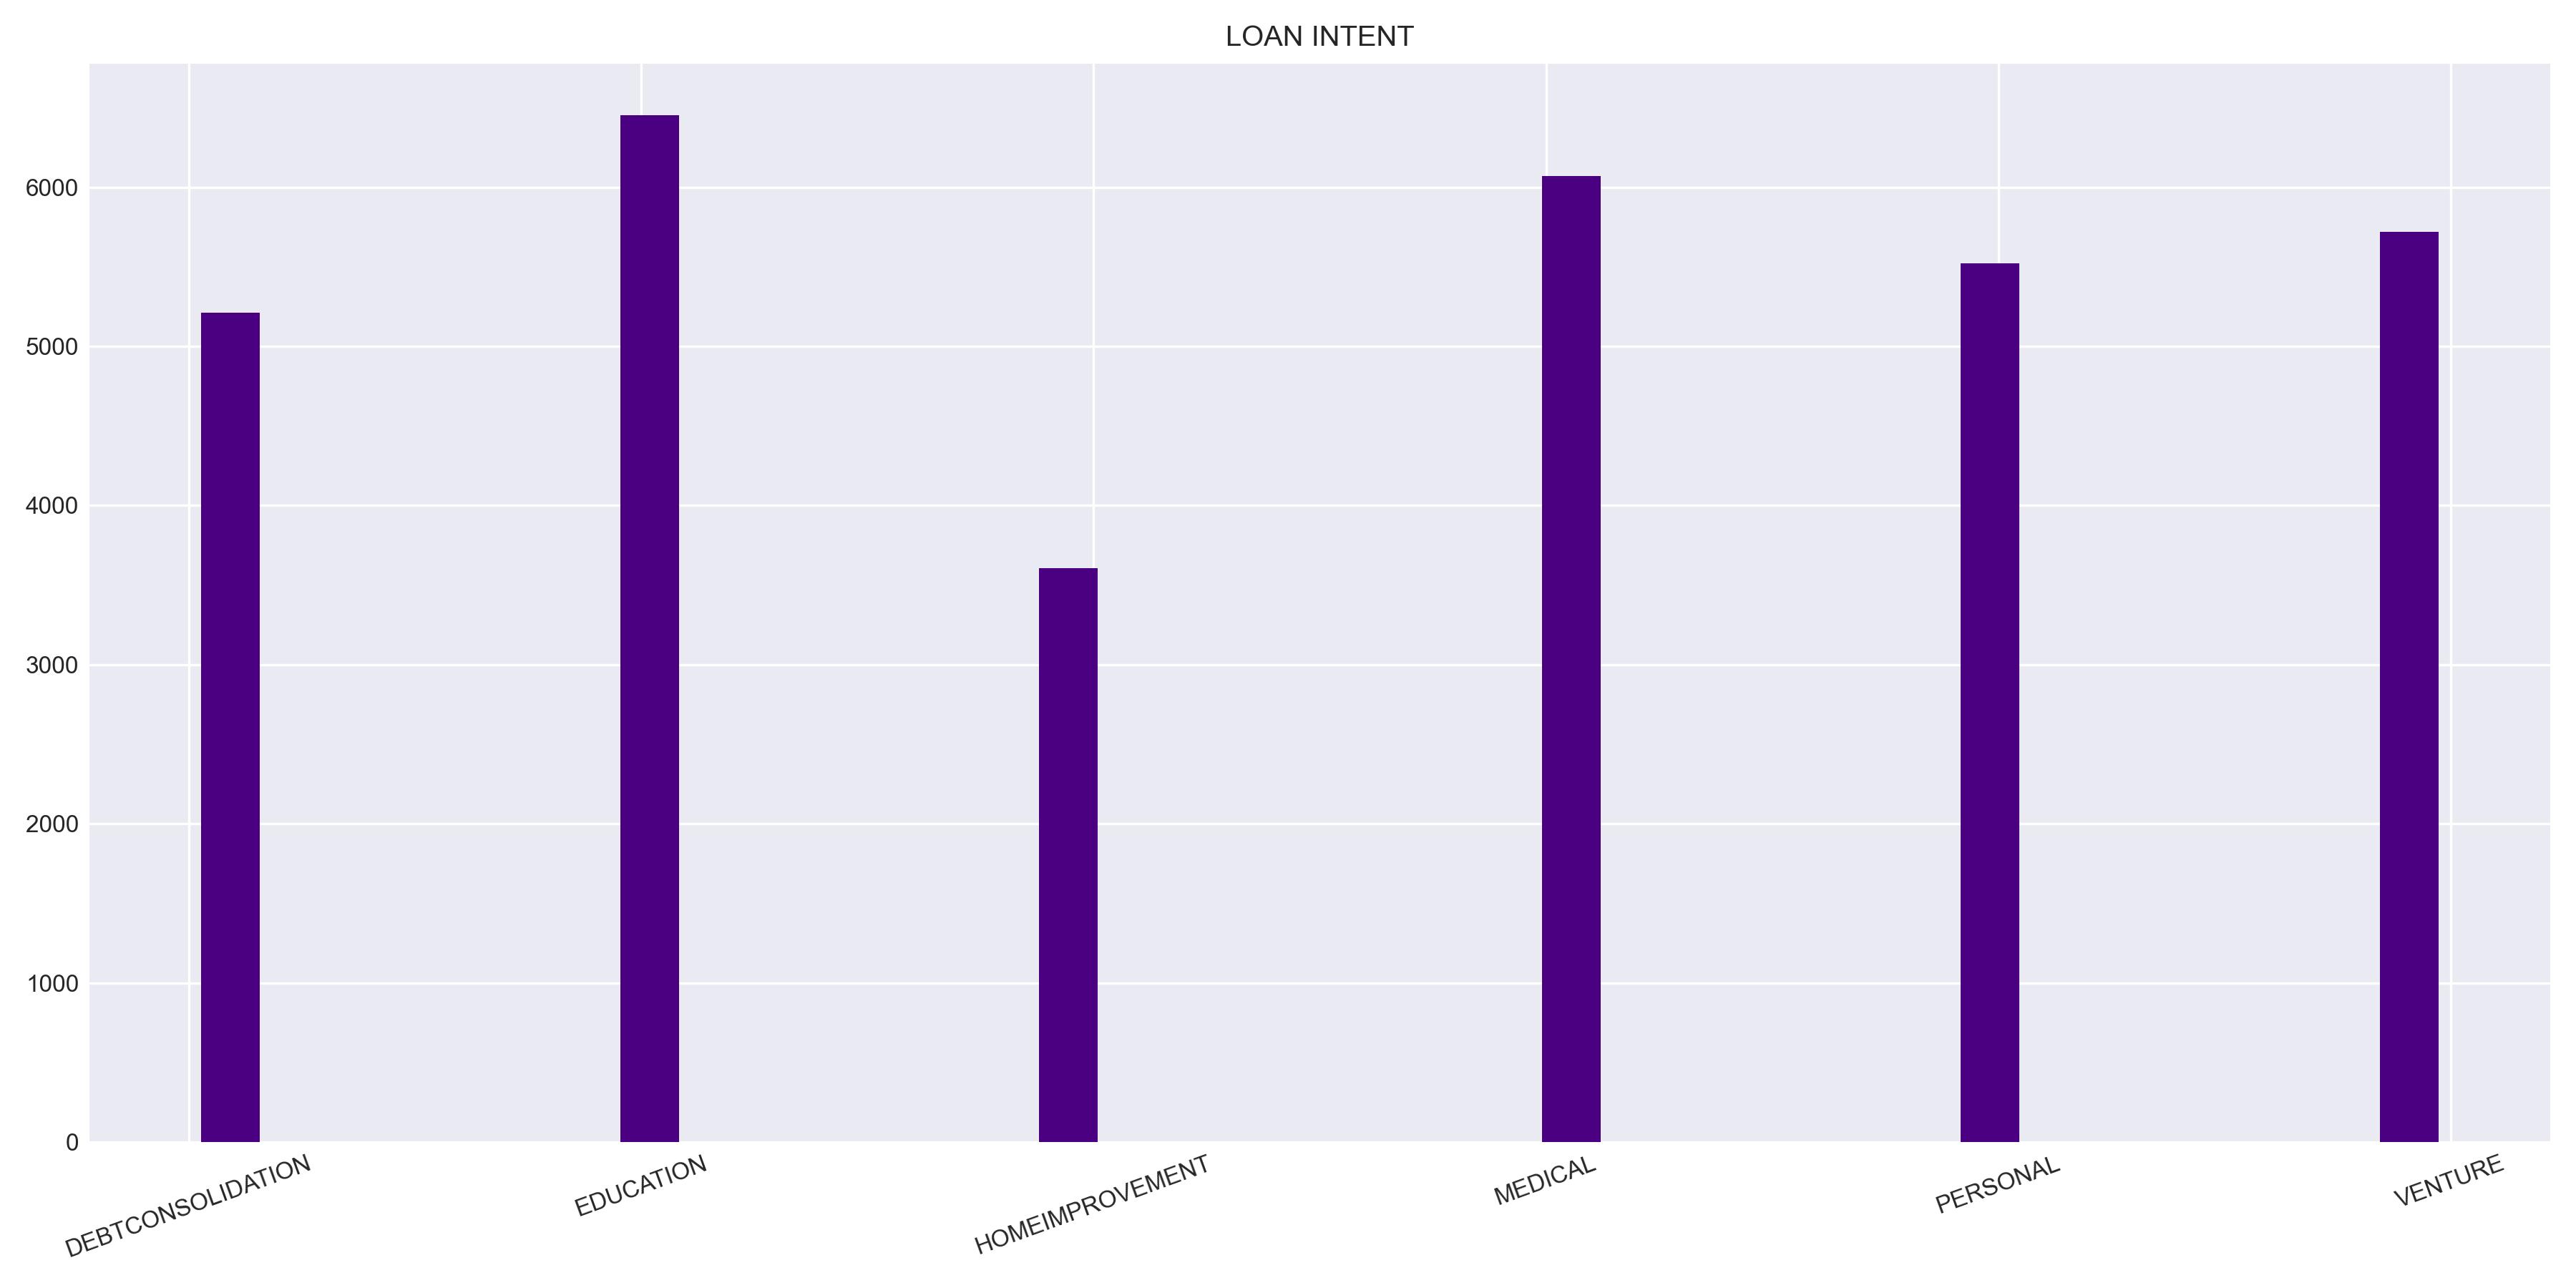 LOAN INTENT
6000
5000
4000
3000
2000
1000
0
DEBTCONSOLIDATION
EDUCATION
HOMEIMPROVEMENT
MEDICAL
PERSONAL
VENTURE